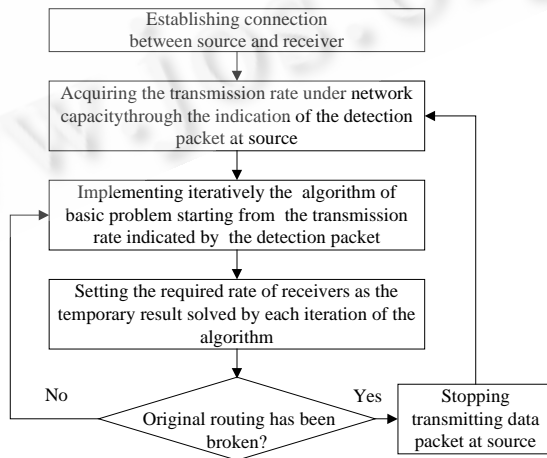 Establishing connection
between source and receiver
Acquiring the transmission rate under network
capacitythrough the indication of the detection
packet at source
Implementing iteratively the algorithm of
basic problem starting from the transmission
rate indicated by the detection packet
Setting the required rate of receivers as the
temporary result solved by each iteration of the
algorithm
No
Yes
Original routing has been
broken?
Stopping
transmitting data
packet at source